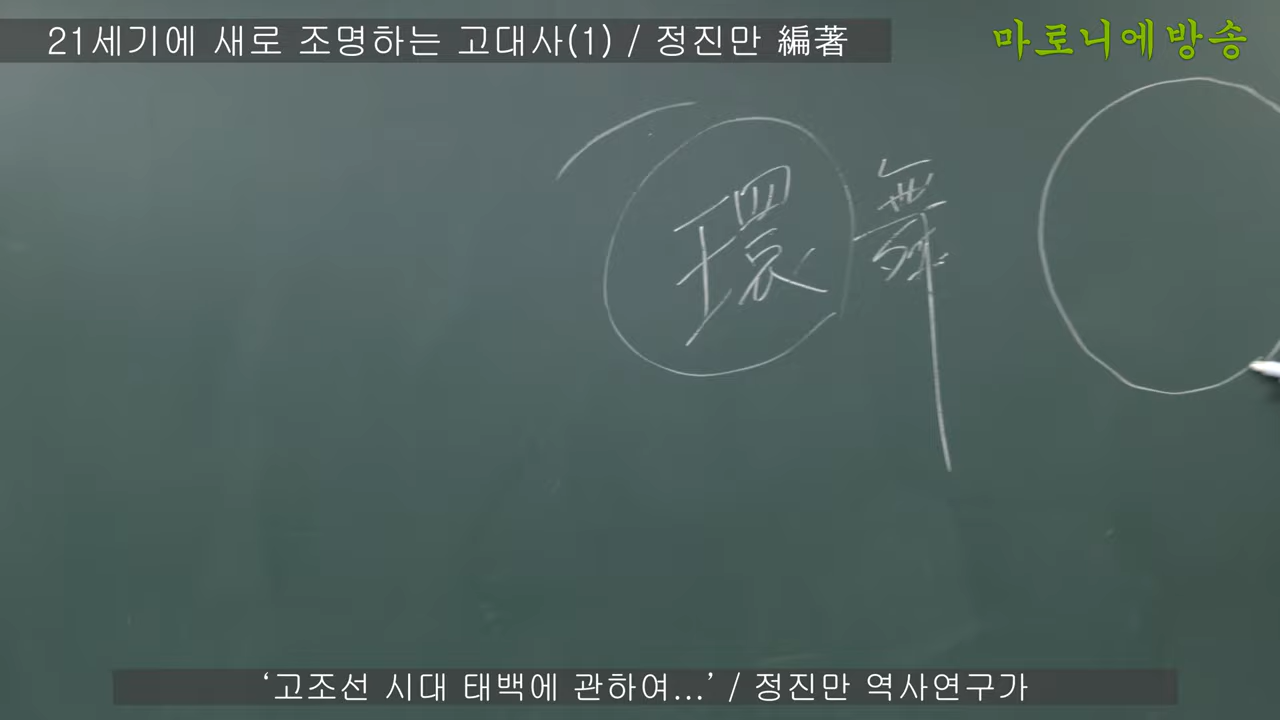 21세기에 새로 조명하는 고대사(1) / 정진만 編著
마로니에방송
環舞
‘고조선 시대 태백에 관하여...’ / 정진만 역사연구가